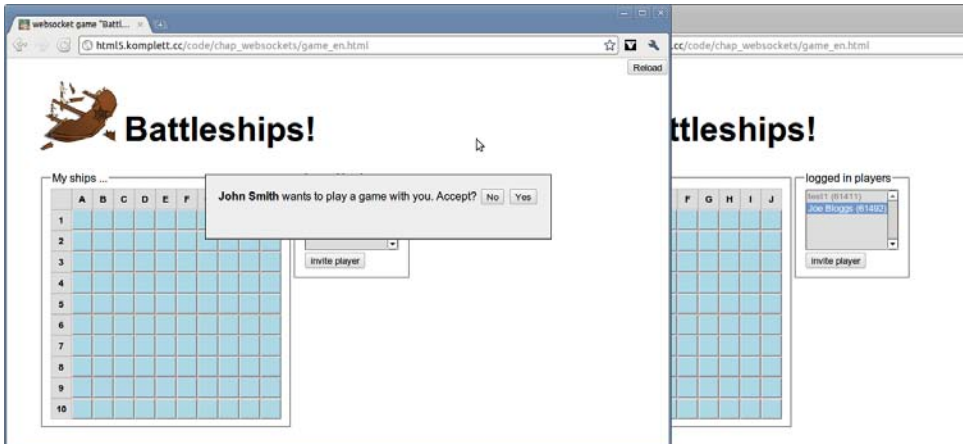 websocket game "Battl...
html5.komplett.cc/code/chap_websockets/game_en.html
Reload
Battleships!
My ships ...
John Smith wants to play a game with you. Accept? No Yes
A B C D E F
1
2
3
4
5
6
7
8
9
10
invite player
.cc/code/chap_websockets/game_en.html
ttleships!
logged in players
test1 (61411)
Joe Bloggs (61492)
F G H I J
invite player